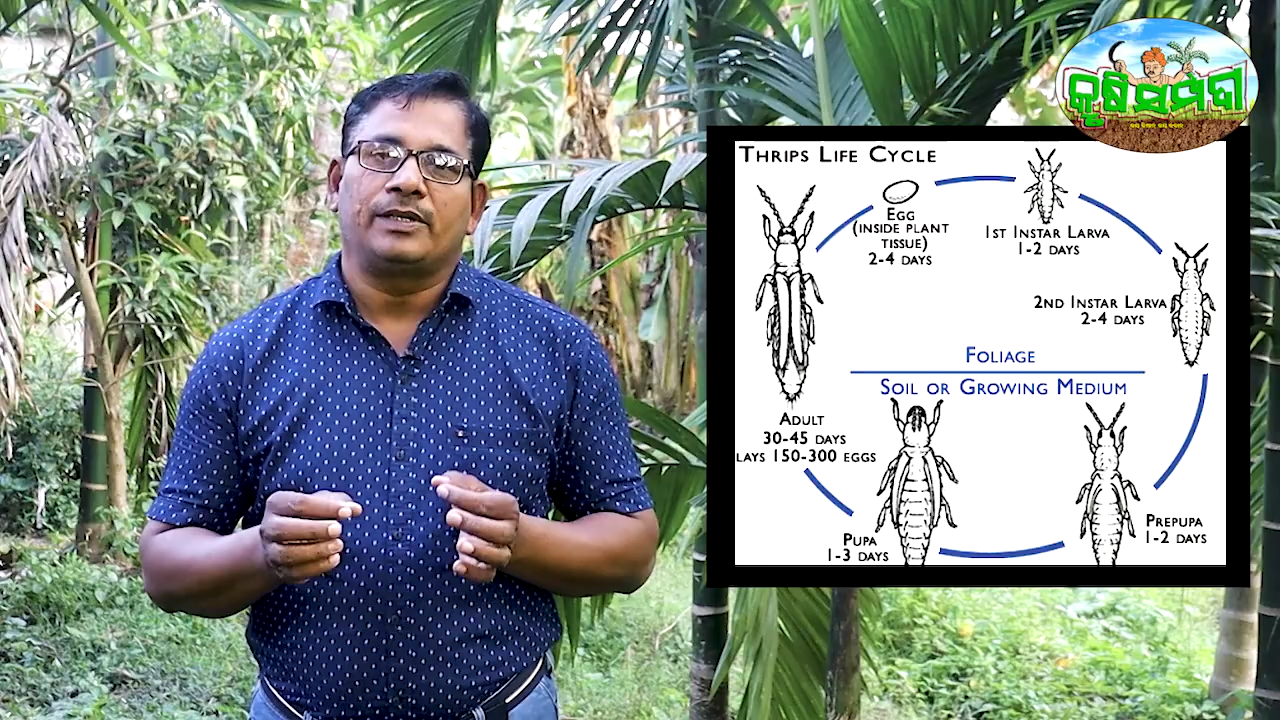 କୃଷି ସମ୍ପଦ
THRIPS LIFE CYCLE
EGG
(INSIDE PLANT
TISSUE)
2-4 DAYS
1ST INSTAR LARVA
1-2 DAYS
2ND INSTAR LARVA
2-4 DAYS
FOLIAGE
SOIL OR GROWING MEDIUM
ADULT
30-45 DAYS
LAYS 150-300 EGGS
PREPUPA
1-2 DAYS
PUPA
1-3 DAYS